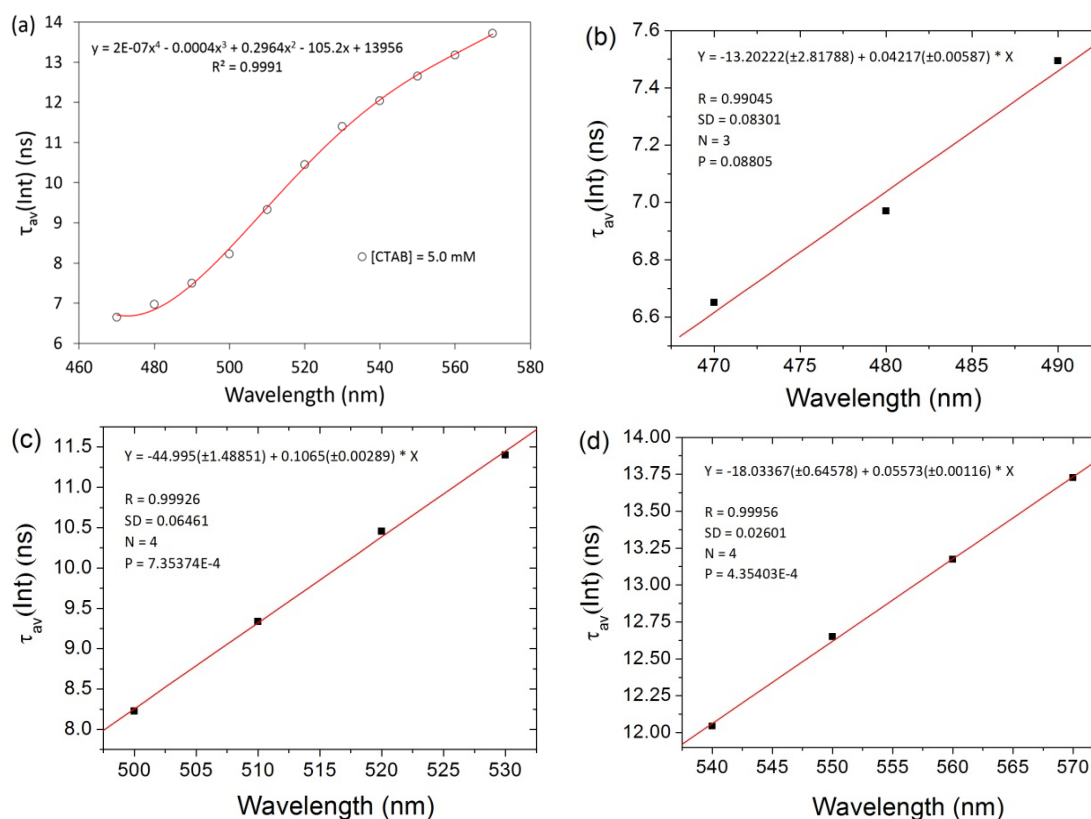 (a)
14
13
12
11
10
9
8
7
6
τav(Int) (ns)
y = 2E-07x⁴ - 0.0004x³ + 0.2964x² - 105.2x + 13956
R² = 0.9991
[CTAB] = 5.0 mM
460 480 500 520 540 560 580
Wavelength (nm)
(b)
7.6
7.4
7.2
7.0
6.8
6.6
τav(Int) (ns)
Y = -13.20222(±2.81788) + 0.04217(±0.00587) * X
R = 0.99045
SD = 0.08301
N = 3
P = 0.08805
470 475 480 485 490
Wavelength (nm)
(c)
11.5
11.0
10.5
10.0
9.5
9.0
8.5
8.0
τav(Int) (ns)
Y = -44.995(±1.48851) + 0.1065(±0.00289) * X
R = 0.99926
SD = 0.06461
N = 4
P = 7.35374E-4
500 505 510 515 520 525 530
Wavelength (nm)
(d)
14.00
13.75
13.50
13.25
13.00
12.75
12.50
12.25
12.00
τav(Int) (ns)
Y = -18.03367(±0.64578) + 0.05573(±0.00116) * X
R = 0.99956
SD = 0.02601
N = 4
P = 4.35403E-4
540 545 550 555 560 565 570
Wavelength (nm)